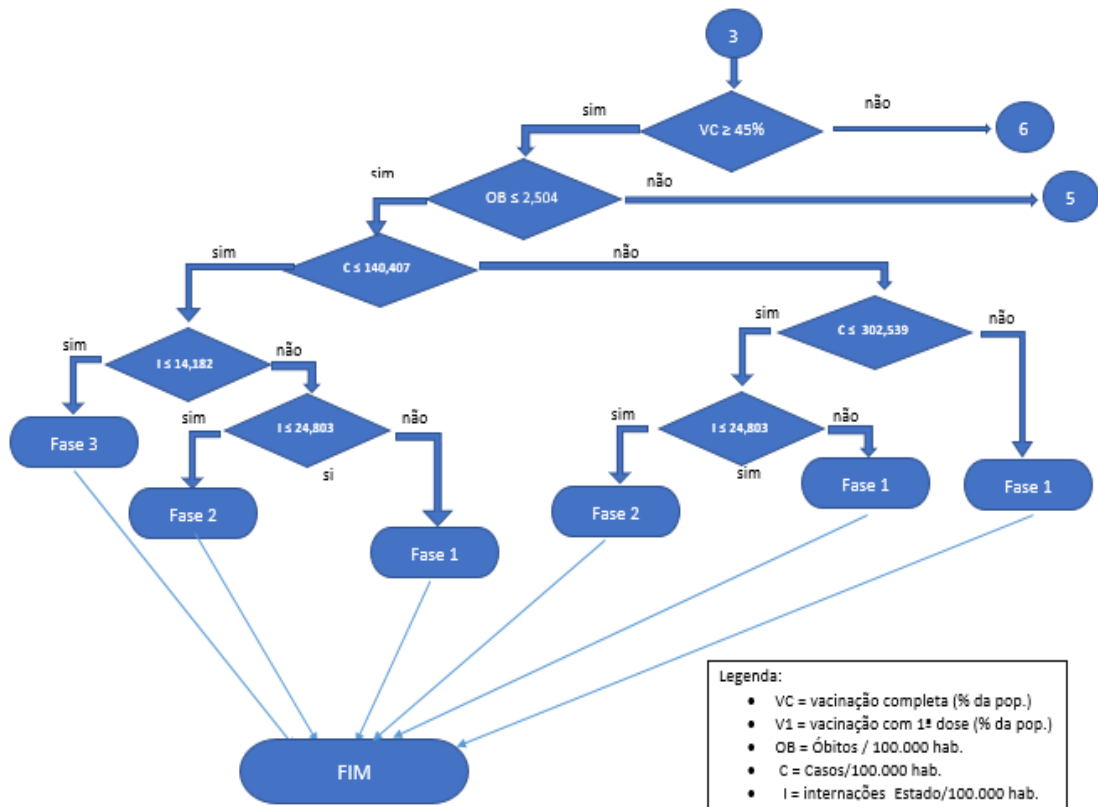 3
sim
VC ≥ 45%
não
6
sim
OB ≤ 2,504
não
5
sim
C ≤ 140,407
não
sim
C ≤ 302,539
não
sim
I ≤ 14,182
não
sim
I ≤ 24,803
não
sim
I ≤ 24,803
não
Fase 3
si
sim
Fase 2
Fase 1
Fase 2
Fase 1
Fase 1
FIM
Legenda:
• VC = vacinação completa (% da pop.)
• V1 = vacinação com 1ª dose (% da pop.)
• OB = Óbitos / 100.000 hab.
• C = Casos/100.000 hab.
• I = internações Estado/100.000 hab.